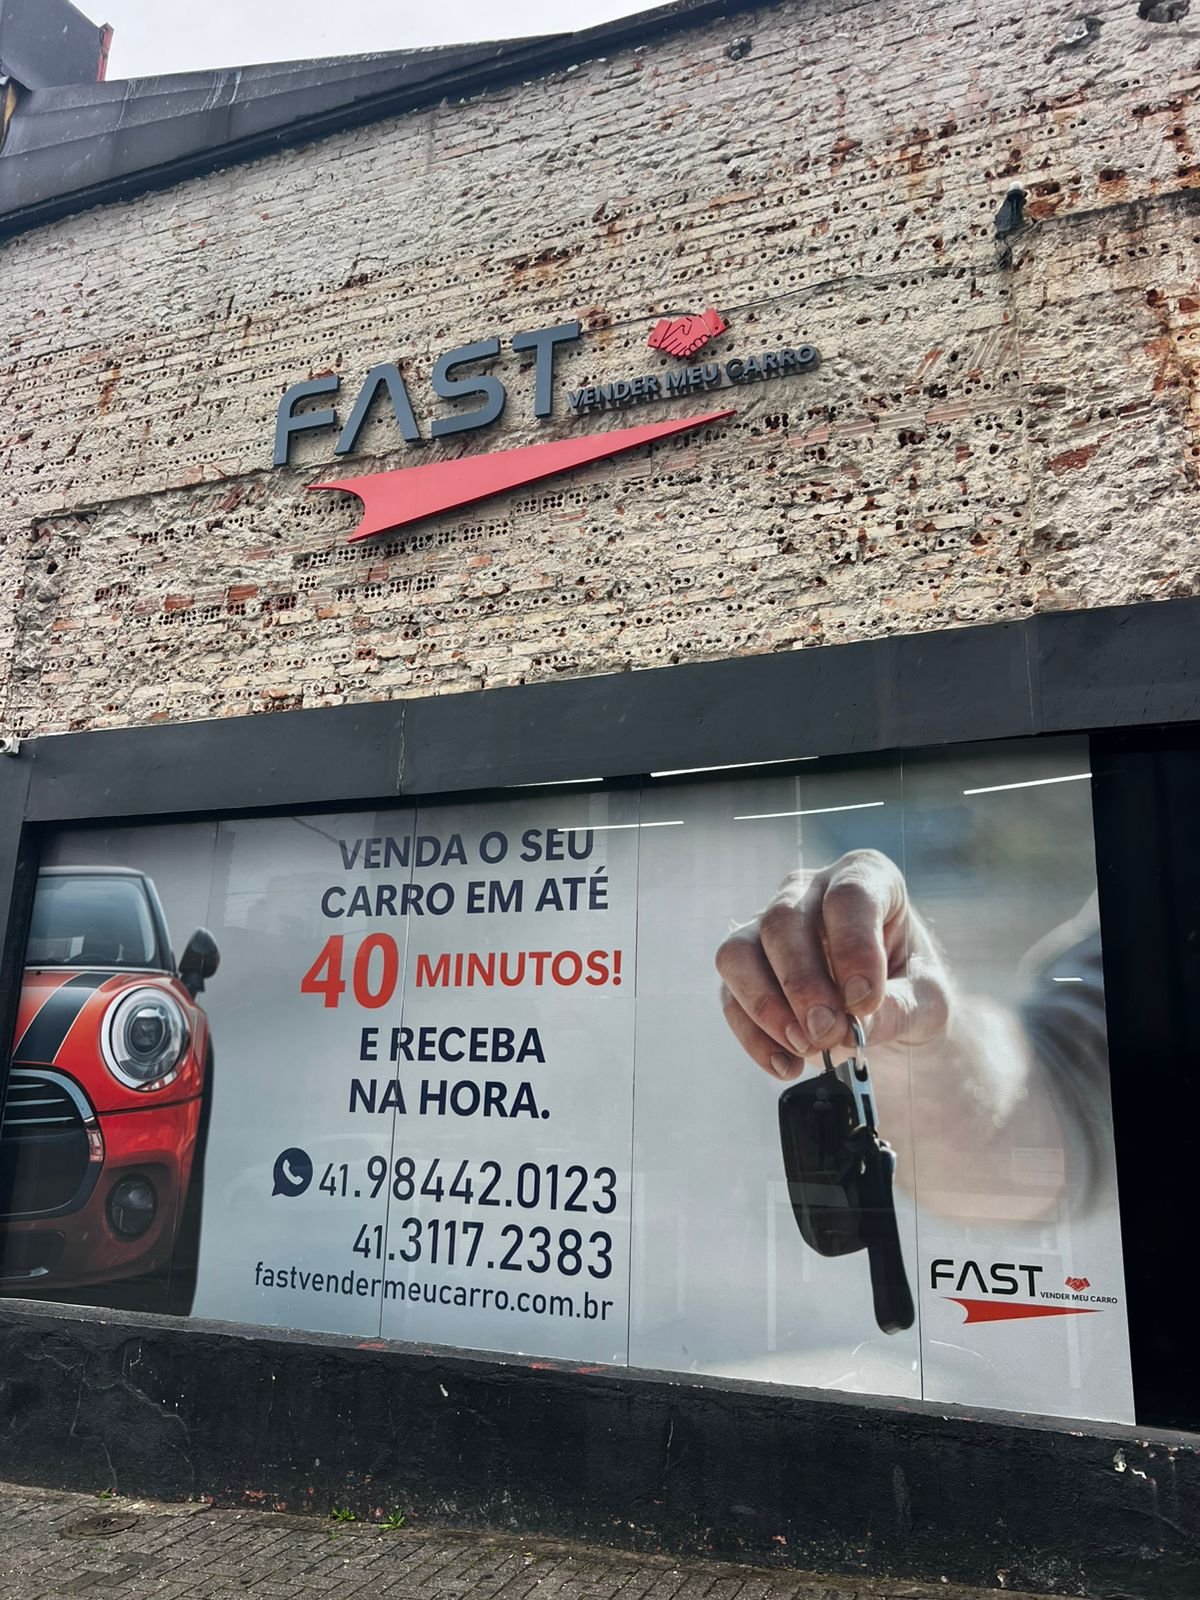 FAST
VENDER MEU CARRO
VENDA O SEU
CARRO EM ATÉ
40 MINUTOS!
E RECEBA
NA HORA.
41.98442.0123
41.3117.2383
fastvendermeucarro.com.br
FAST
VENDER MEU CARRO